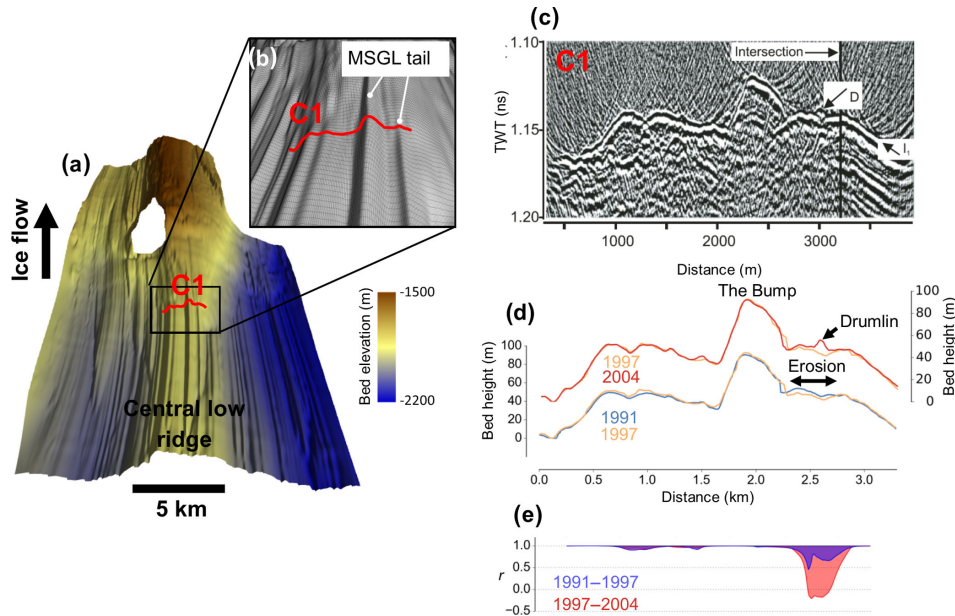 (a)
Ice flow
C1
Central low
ridge
5 km
Bed elevation (m)
-1500
-2200
(b)
MSGL tail
C1
(c)
C1
Intersection
D
I₁
TWT (ns)
1.10
1.15
1.20
1000
2000
3000
Distance (m)
(d)
The Bump
Drumlin
Erosion
1997
2004
1991
1997
Bed height (m)
100
80
60
40
20
0
Bed height (m)
100
80
60
40
20
0
0.0
0.5
1.0
1.5
2.0
2.5
3.0
Distance (km)
(e)
r
1.0
0.5
0.0
−0.5
1991–1997
1997–2004